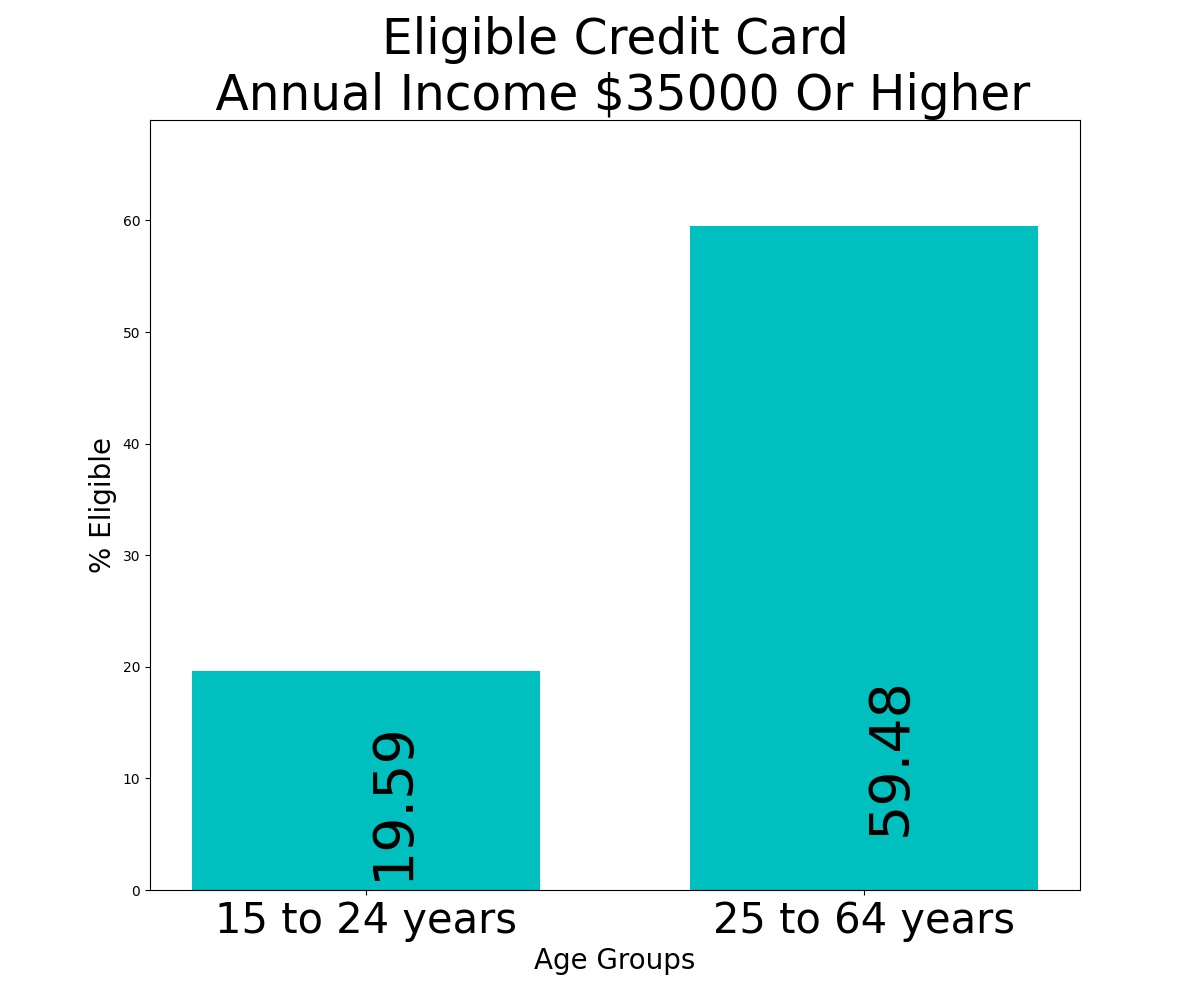 Eligible Credit Card
Annual Income $35000 Or Higher
% Eligible
60
50
40
30
20
10
0
19.59
59.48
15 to 24 years
25 to 64 years
Age Groups